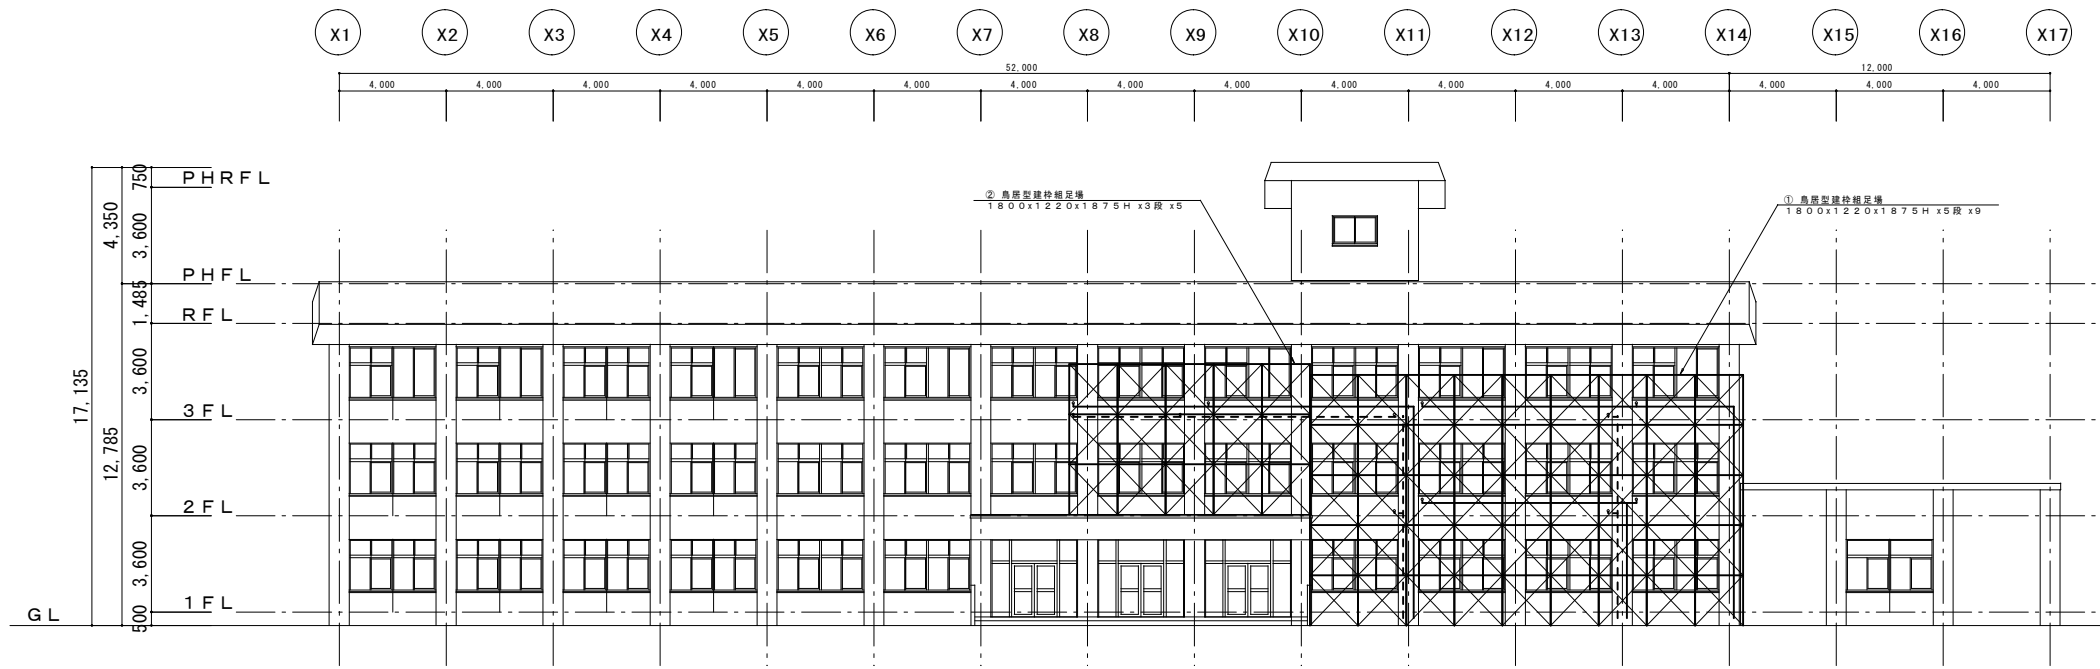 X1 X2 X3 X4 X5 X6 X7 X8 X9 X10 X11 X12 X13 X14 X15 X16 X17
52,000 12,000
4,000 4,000 4,000 4,000 4,000 4,000 4,000 4,000 4,000 4,000 4,000 4,000 4,000 4,000 4,000 4,000
750
PHRFL
② 鳥居型建枠組足場
1800x1220x1875H x3段 x5
① 鳥居型建枠組足場
1800x1220x1875H x5段 x9
4,350
3,600
PHFL
1,485
RFL
3,600
17,135
3FL
12,785
3,600
2FL
3,600
1FL
500
GL